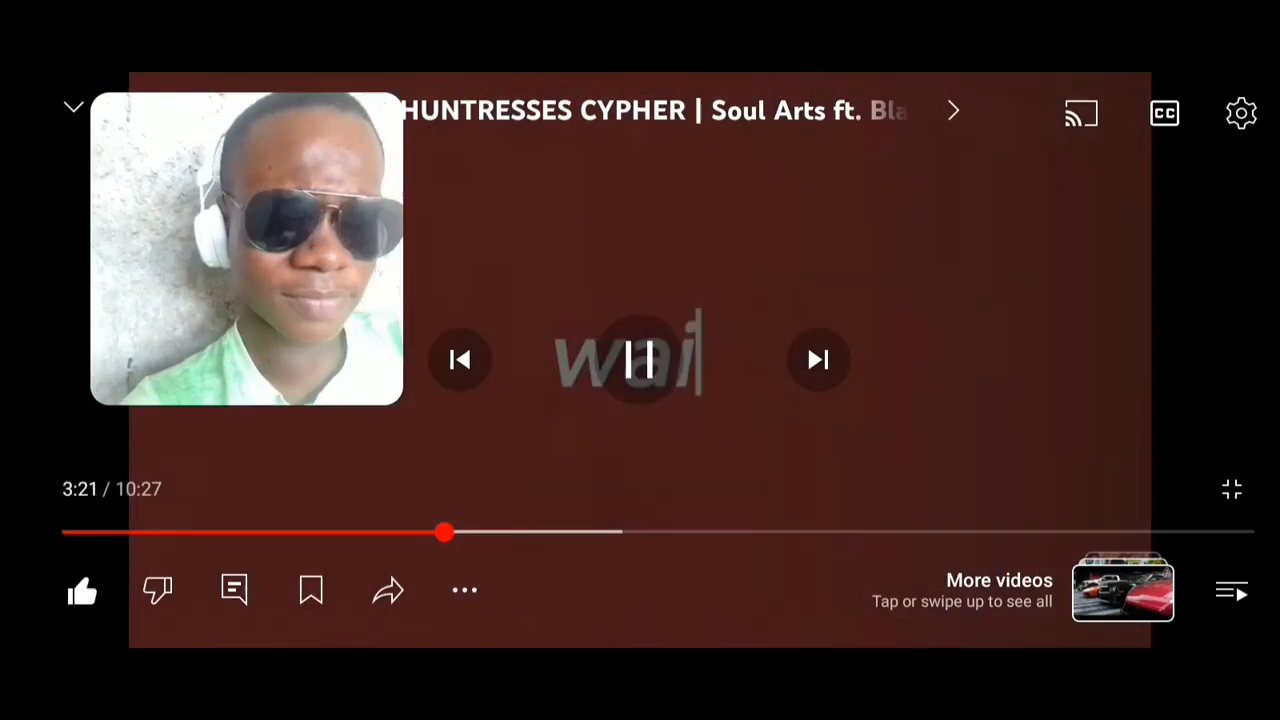 HUNTRESSES CYPHER | Soul Arts ft. Bla
CC
wai
3:21 / 10:27
More videos
Tap or swipe up to see all